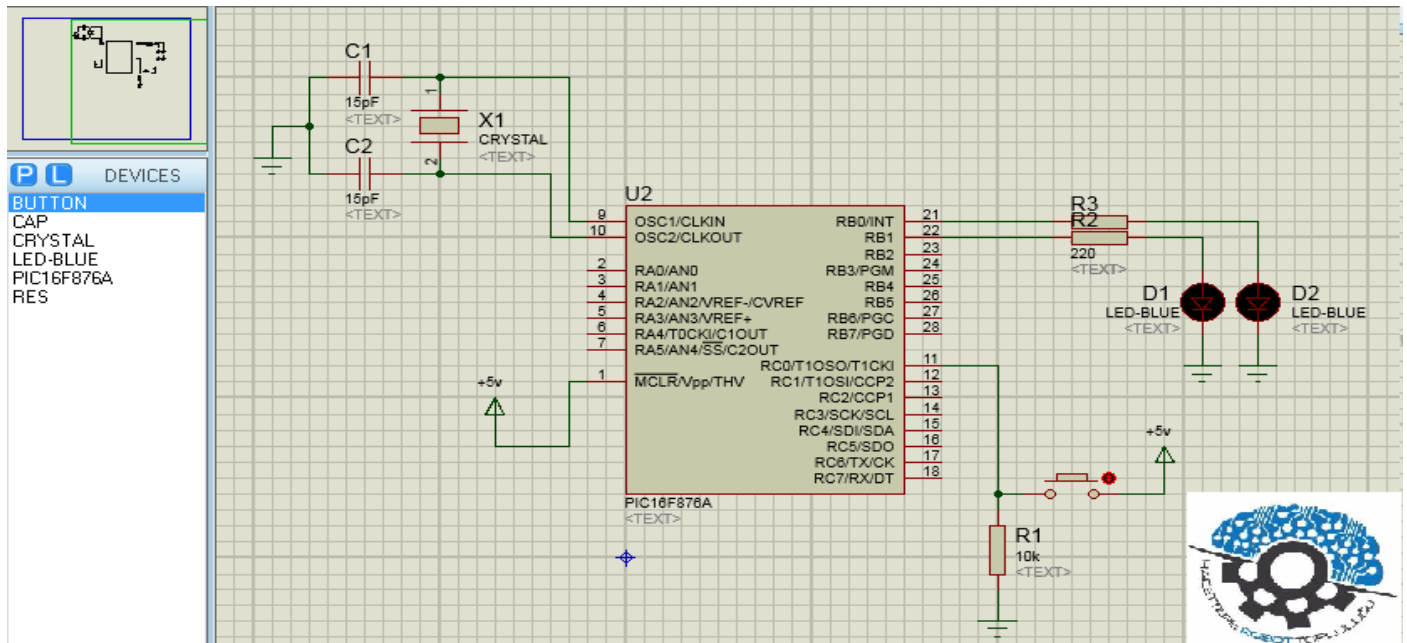 P L DEVICES
BUTTON
CAP
CRYSTAL
LED-BLUE
PIC16F876A
RES
C1
15pF
<TEXT>
C2
15pF
<TEXT>
1
2
X1
CRYSTAL
<TEXT>
U2
9 OSC1/CLKIN
10 OSC2/CLKOUT
2 RA0/AN0
3 RA1/AN1
4 RA2/AN2/VREF-/CVREF
5 RA3/AN3/VREF+
6 RA4/T0CKI/C1OUT
7 RA5/AN4/SS/C2OUT
1 MCLR/Vpp/THV
RB0/INT 21
RB1 22
RB2 23
RB3/PGM 24
RB4 25
RB5 26
RB6/PGC 27
RB7/PGD 28
RC0/T1OSO/T1CKI 11
RC1/T1OSI/CCP2 12
RC2/CCP1 13
RC3/SCK/SCL 14
RC4/SDI/SDA 15
RC5/SDO 16
RC6/TX/CK 17
RC7/RX/DT 18
PIC16F876A
<TEXT>
+5v
R3
R2
220
<TEXT>
D1
LED-BLUE
<TEXT>
D2
LED-BLUE
<TEXT>
+5v
R1
10k
<TEXT>
HACETTEPE ROBOT TOPLULUĞU